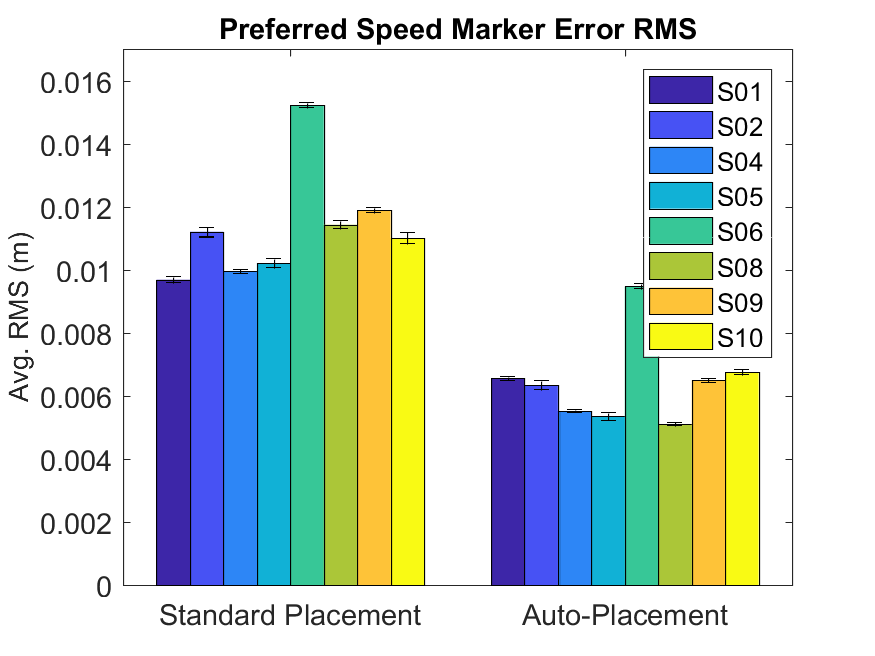 Preferred Speed Marker Error RMS
Avg. RMS (m)
0.016
0.014
0.012
0.01
0.008
0.006
0.004
0.002
0
Standard Placement
Auto-Placement
S01
S02
S04
S05
S06
S08
S09
S10